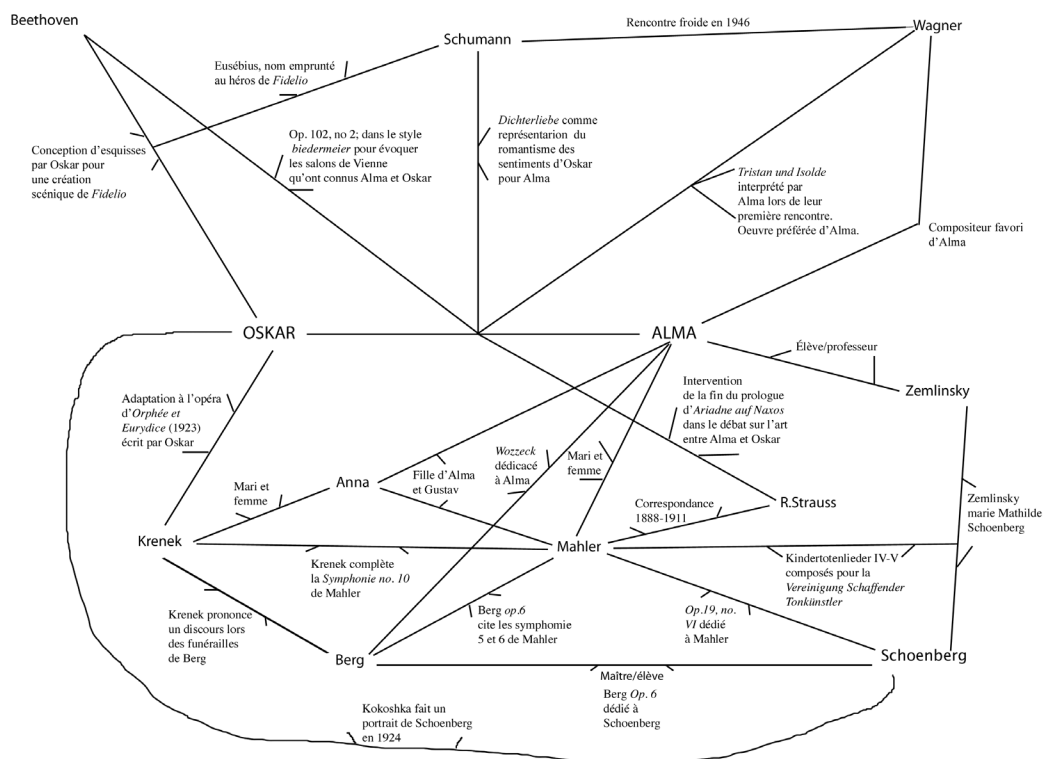 Beethoven
Schumann
Rencontre froide en 1946
Wagner
Eusébius, nom emprunté
au héros de Fidelio
Conception d'esquisses
par Oskar pour
une création
scénique de Fidelio
Op. 102, no 2; dans le style
biedermeier pour évoquer
les salons de Vienne
qu'ont connus Alma et Oskar
Dichterliebe comme
représentarion du
romantisme des
sentiments d'Oskar
pour Alma
Tristan und Isolde
interprété par
Alma lors de leur
première rencontre.
Oeuvre préférée d'Alma.
Compositeur favori
d'Alma
OSKAR
ALMA
Élève/professeur
Zemlinsky
Adaptation à l'opéra
d'Orphée et
Eurydice (1923)
écrit par Oskar
Intervention
de la fin du prologue
d'Ariadne auf Naxos
dans le débat sur l'art
entre Alma et Oskar
Mari et
femme
Anna
Fille d'Alma
et Gustav
Wozzeck
dédicacé
à Alma
Mari et
femme
Correspondance
1888-1911
R.Strauss
Zemlinsky
marie Mathilde
Schoenberg
Krenek
Mahler
Krenek complète
la Symphonie no. 10
de Mahler
Kindertotenlieder IV-V
composés pour la
Vereinigung Schaffender
Tonkünstler
Krenek prononce
un discours lors
des funérailles
de Berg
Berg op.6
cite les symphonie
5 et 6 de Mahler
Op.19, no.
VI dédié
à Mahler
Berg
Schoenberg
Maître/élève
Berg Op. 6
dédié à
Schoenberg
Kokoshka fait un
portrait de Schoenberg
en 1924